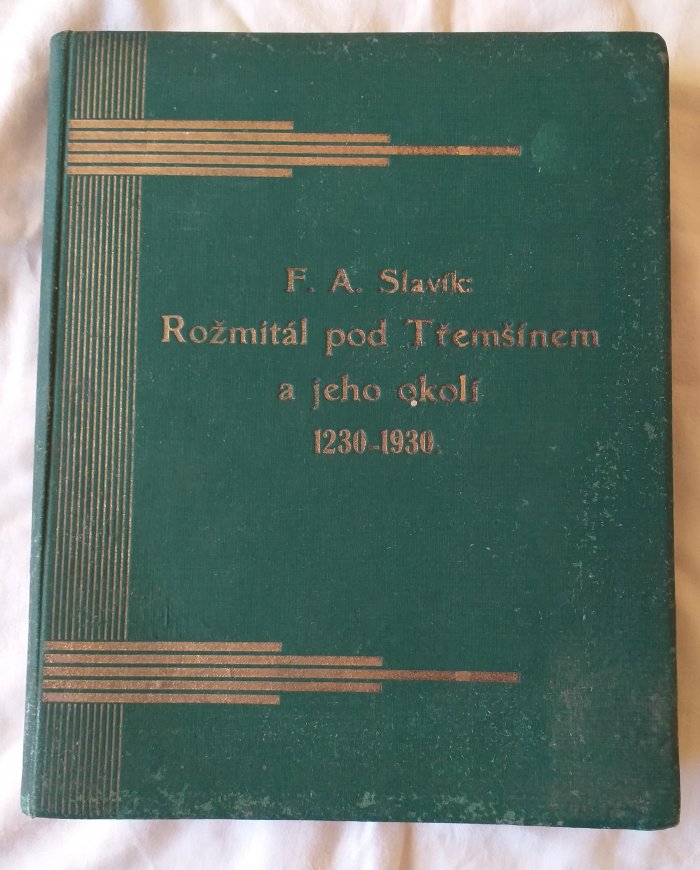 F. A. Slavík:
Rožmitál pod Třemšínem
a jeho okolí
1230-1930.